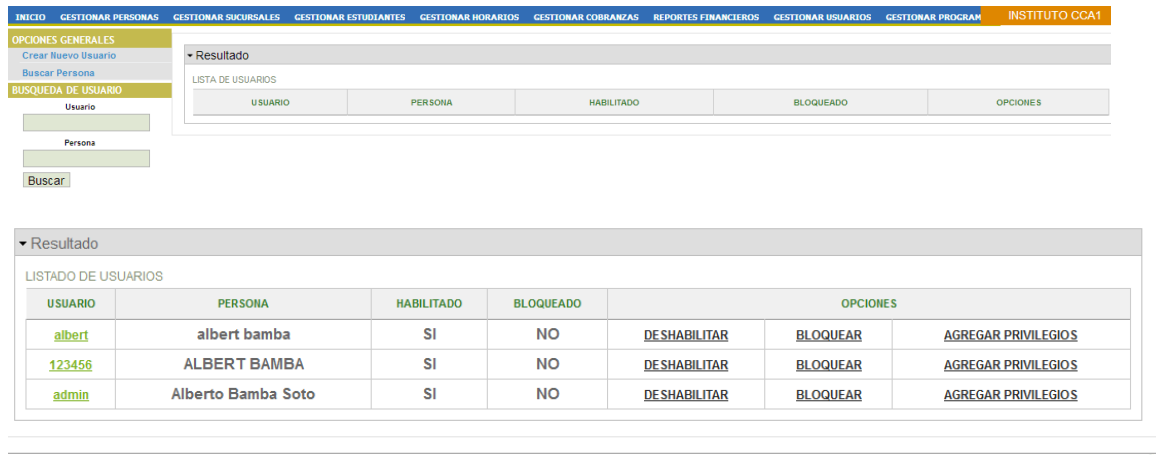 INICIO GESTIONAR PERSONAS GESTIONAR SUCURSALES GESTIONAR ESTUDIANTES GESTIONAR HORARIOS GESTIONAR COBRANZAS REPORTES FINANCIEROS GESTIONAR USUARIOS GESTIONAR PROGRAM INSTITUTO CCA1
OPCIONES GENERALES
Crear Nuevo Usuario
Buscar Persona
BUSQUEDA DE USUARIO
Usuario
Persona
Buscar
Resultado
LISTA DE USUARIOS
USUARIO PERSONA HABILITADO BLOQUEADO OPCIONES
Resultado
LISTADO DE USUARIOS
USUARIO PERSONA HABILITADO BLOQUEADO OPCIONES
albert albert bamba SI NO DESHABILITAR BLOQUEAR AGREGAR PRIVILEGIOS
123456 ALBERT BAMBA SI NO DESHABILITAR BLOQUEAR AGREGAR PRIVILEGIOS
admin Alberto Bamba Soto SI NO DESHABILITAR BLOQUEAR AGREGAR PRIVILEGIOS